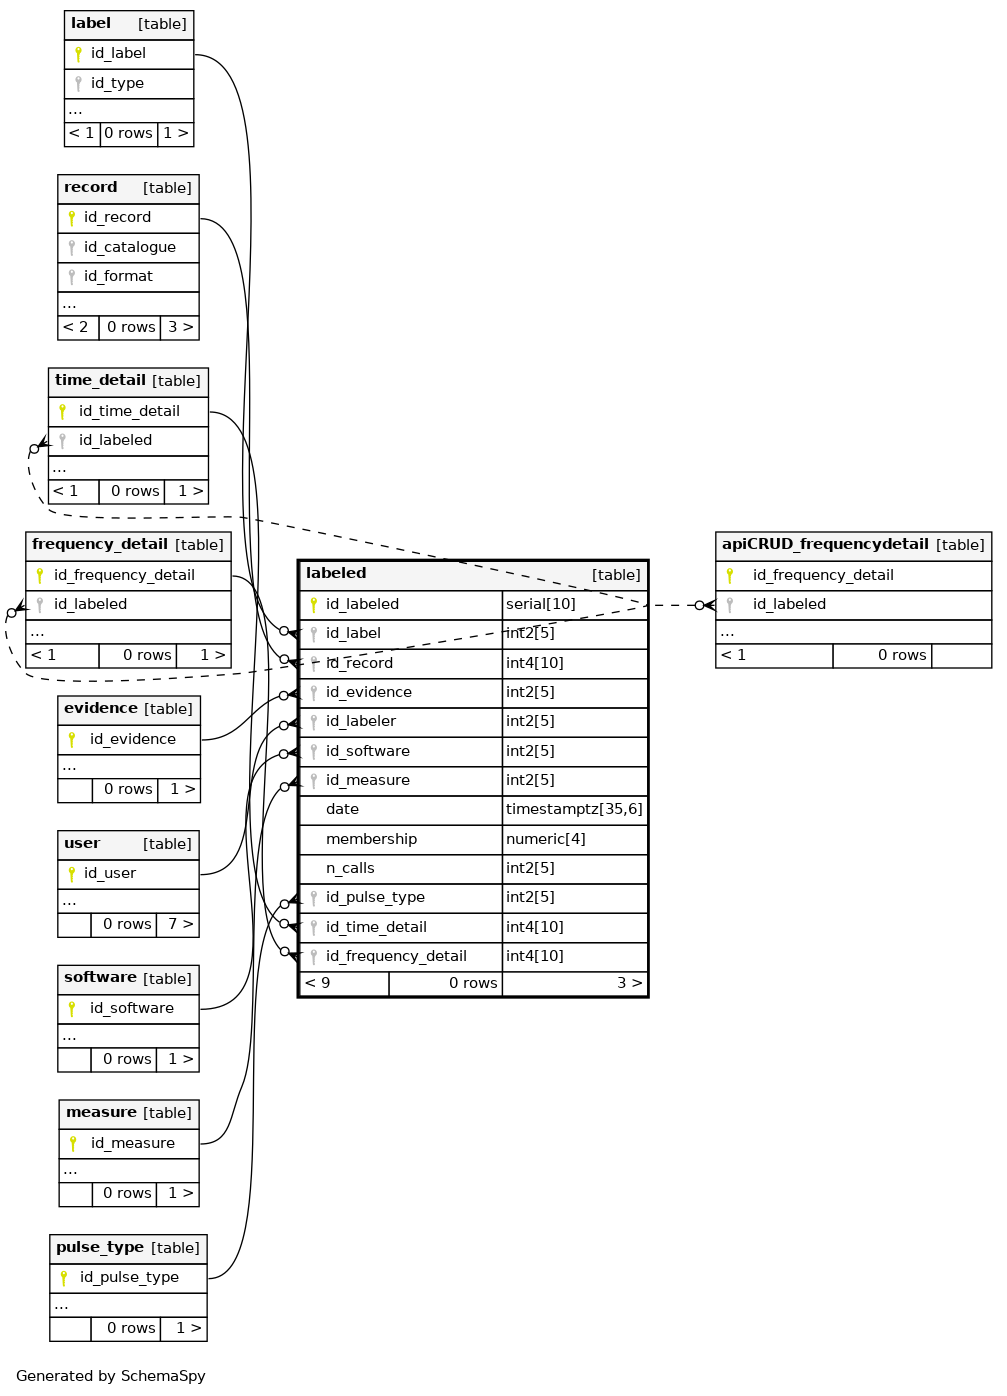 label [table]
id_label
id_type
...
< 1 0 rows 1 >
record [table]
id_record
id_catalogue
id_format
...
< 2 0 rows 3 >
time_detail [table]
id_time_detail
id_labeled
...
< 1 0 rows 1 >
frequency_detail [table]
id_frequency_detail
id_labeled
...
< 1 0 rows 1 >
evidence [table]
id_evidence
...
0 rows 1 >
user [table]
id_user
...
0 rows 7 >
software [table]
id_software
...
0 rows 1 >
measure [table]
id_measure
...
0 rows 1 >
pulse_type [table]
id_pulse_type
...
0 rows 1 >
labeled [table]
id_labeled serial[10]
id_label int2[5]
id_record int4[10]
id_evidence int2[5]
id_labeler int2[5]
id_software int2[5]
id_measure int2[5]
date timestamptz[35,6]
membership numeric[4]
n_calls int2[5]
id_pulse_type int2[5]
id_time_detail int4[10]
id_frequency_detail int4[10]
< 9 0 rows 3 >
apiCRUD_frequencydetail [table]
id_frequency_detail
id_labeled
...
< 1 0 rows
Generated by SchemaSpy